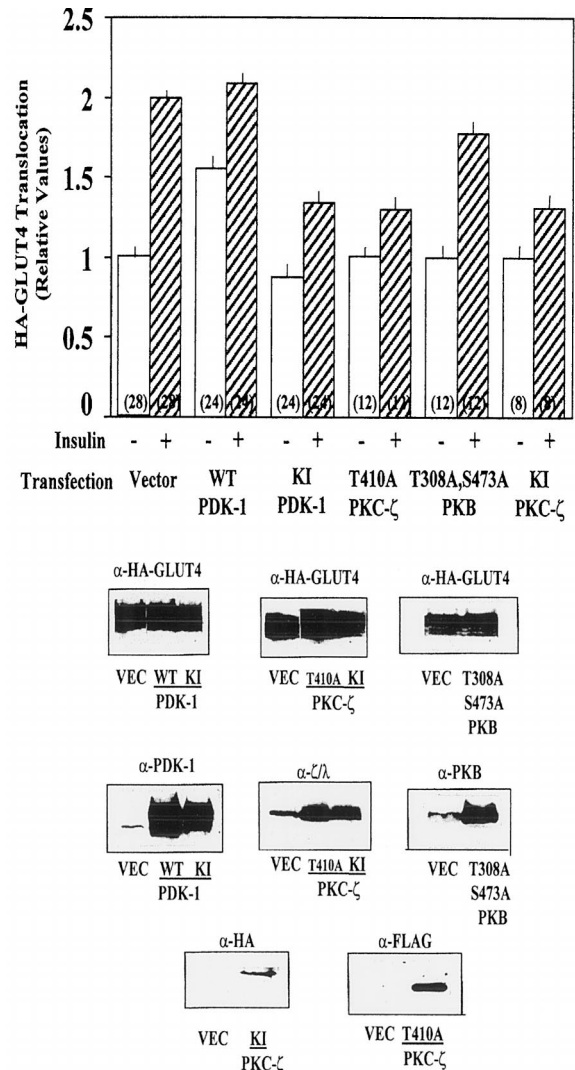 HA-GLUT4 Translocation
(Relative Values)
2.5
2
1.5
1
0.5
0
(28) (28) (24) (24) (24) (24) (12) (12) (12) (8) (8)
Insulin - + - + - + - + - + - +
Transfection Vector WT KI T410A T308A,S473A KI
PDK-1 PDK-1 PKC-ζ PKB PKC-ζ
α-HA-GLUT4 α-HA-GLUT4 α-HA-GLUT4
VEC WT KI VEC T410A KI VEC T308A
PDK-1 PKC-ζ S473A
PKB
α-PDK-1 α-ζ/λ α-PKB
VEC WT KI VEC T410A KI VEC T308A
PDK-1 PKC-ζ S473A
PKB
α-HA α-FLAG
VEC KI VEC T410A
PKC-ζ PKC-ζ